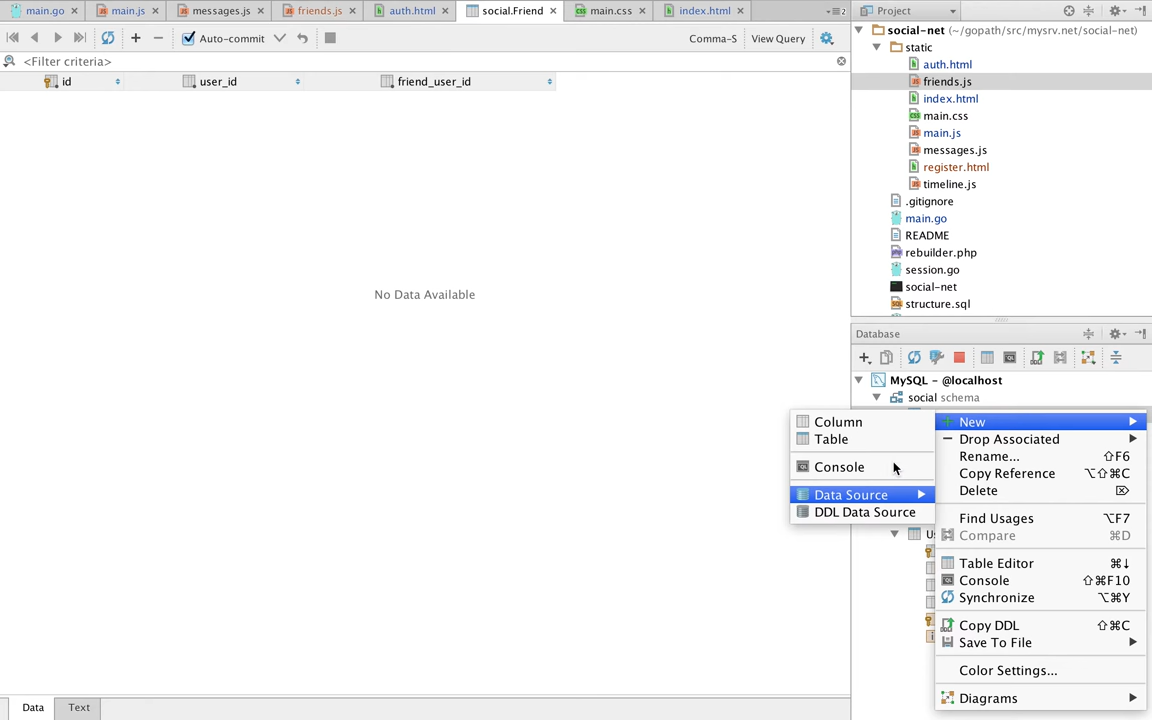 main.go
main.js
messages.js
friends.js
auth.html
social.Friend
main.css
index.html
2
Auto-commit
Comma-S
View Query
<Filter criteria>
id
user_id
friend_user_id
No Data Available
Data
Text
Project
social-net (~/gopath/src/mysrv.net/social-net)
static
auth.html
friends.js
index.html
main.css
main.js
messages.js
register.html
timeline.js
.gitignore
main.go
README
rebuilder.php
session.go
social-net
structure.sql
Database
MySQL - @localhost
social schema
Column
Table
Console
Data Source
DDL Data Source
New
Drop Associated
Rename... ⇧F6
Copy Reference ⌥⇧⌘C
Delete ⌦
Find Usages ⌥F7
Compare ⌘D
Table Editor ⌘↓
Console ⇧⌘F10
Synchronize ⌥⌘Y
Copy DDL ⇧⌘C
Save To File
Color Settings...
Diagrams